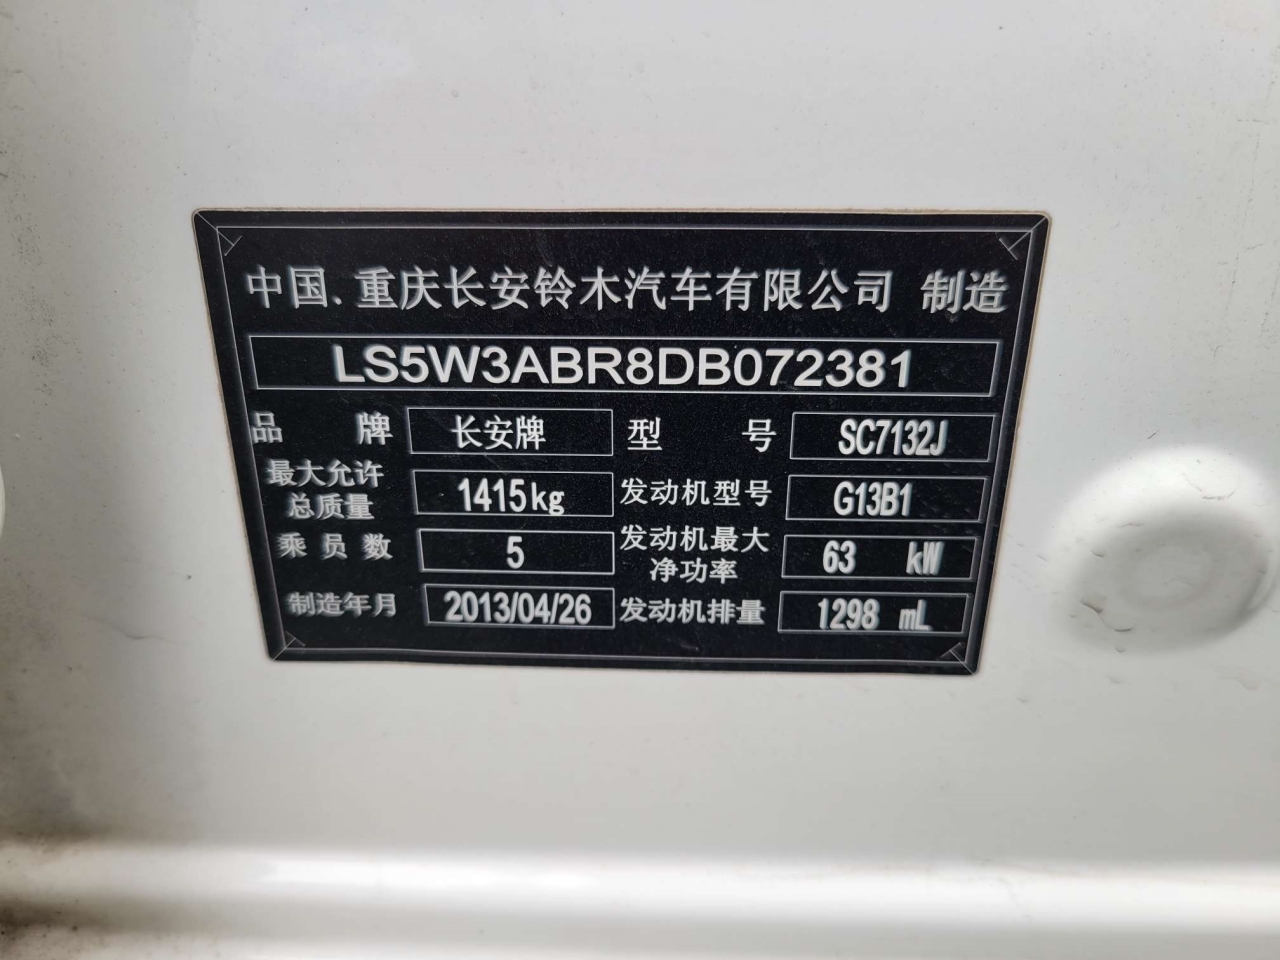 中国.重庆长安铃木汽车有限公司 制造
LS5W3ABR8DB072381
品 牌 长安牌 型 号 SC7132J
最大允许总质量 1415kg 发动机型号 G13B1
乘员数 5 发动机最大净功率 63 kW
制造年月 2013/04/26 发动机排量 1298 mL